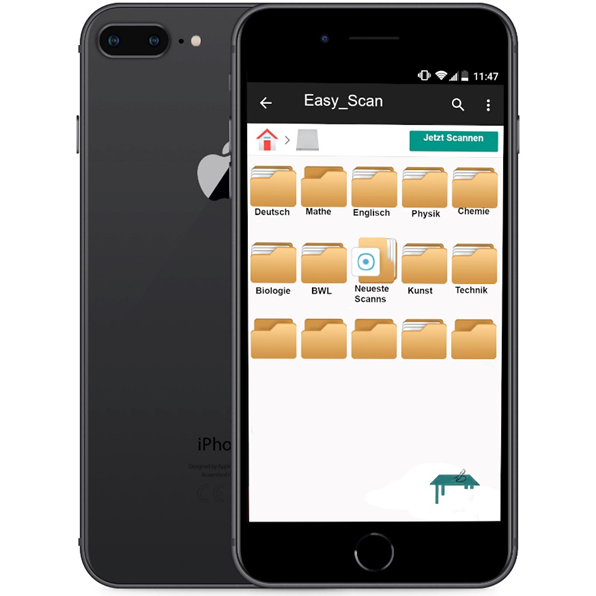 11:47
Easy_Scan
Jetzt Scannen
Deutsch Mathe Englisch Physik Chemie
Biologie BWL Neueste Scanns Kunst Technik
iPho